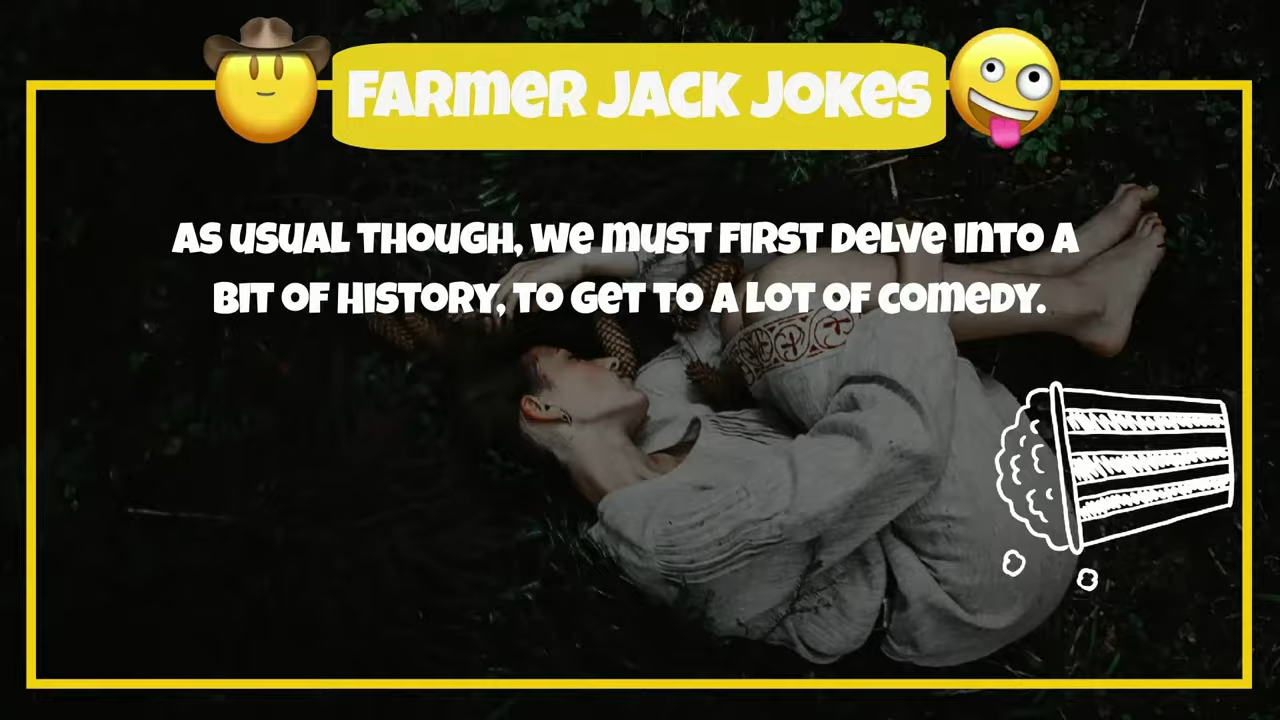 FARMER JACK JOKES
AS USUAL THOUGH, WE MUST FIRST DELVE INTO A
BIT OF HISTORY, TO GET TO A LOT OF COMEDY.